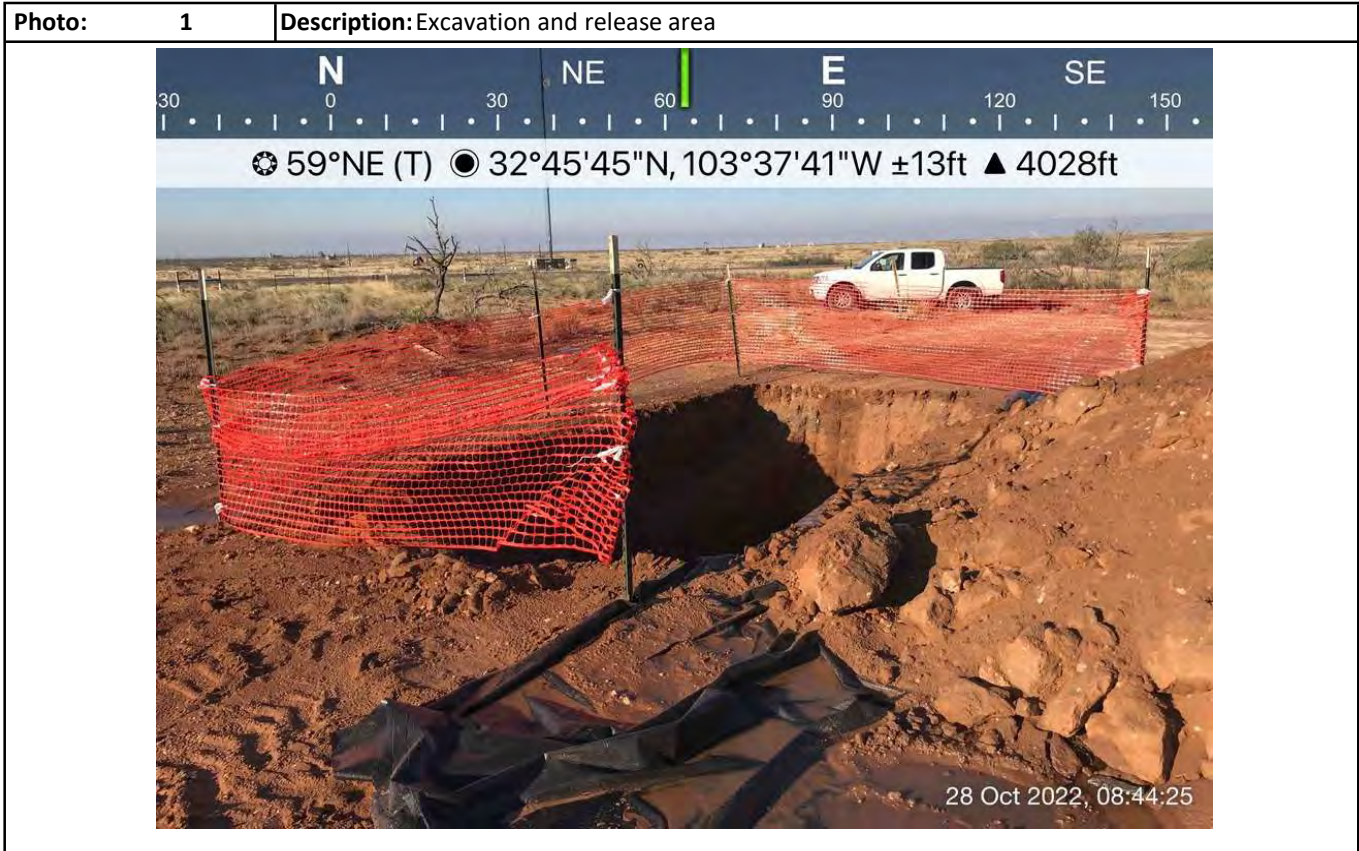 Photo: 1 Description: Excavation and release area
N NE E SE
30 0 30 60 90 120 150
59°NE (T) 32°45'45"N, 103°37'41"W ±13ft ▲ 4028ft
28 Oct 2022, 08:44:25